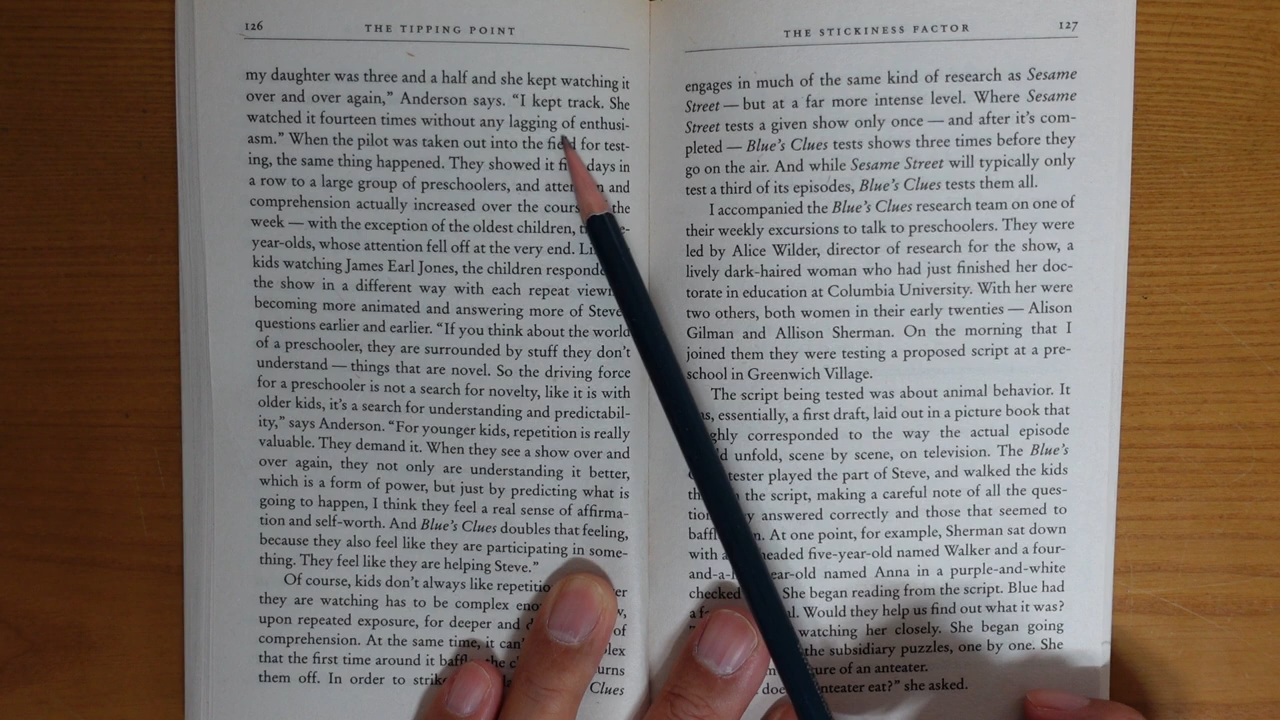 126 THE TIPPING POINT
my daughter was three and a half and she kept watching it
over and over again,” Anderson says. “I kept track. She
watched it fourteen times without any lagging of enthusi-
asm.” When the pilot was taken out into the field for test-
ing, the same thing happened. They showed it days in
a row to a large group of preschoolers, and and
comprehension actually increased over the the
week — with the exception of the oldest children,
year-olds, whose attention fell off at the very end.
kids watching James Earl Jones, the children
the show in a different way with each repeat
becoming more animated and answering more of
questions earlier and earlier. “If you think about the world
of a preschooler, they are surrounded by stuff they don’t
understand — things that are novel. So the driving force
for a preschooler is not a search for novelty, like it is with
older kids, it’s a search for understanding and predictabil-
ity,” says Anderson. “For younger kids, repetition is really
valuable. They demand it. When they see a show over and
over again, they not only are understanding it better,
which is a form of power, but just by predicting what is
going to happen, I think they feel a real sense of affirma-
tion and self-worth. And Blue’s Clues doubles that feeling,
because they also feel like they are participating in some-
thing. They feel like they are helping Steve.”
Of course, kids don’t always like
they are watching has to be complex
upon repeated exposure, for deeper and of
comprehension. At the same time, it
that the first time around it the
them off. In order to Clues
THE STICKINESS FACTOR 127
engages in much of the same kind of research as Sesame
Street — but at a far more intense level. Where Sesame
Street tests a given show only once — and after it’s com-
pleted — Blue’s Clues tests shows three times before they
go on the air. And while Sesame Street will typically only
test a third of its episodes, Blue’s Clues tests them all.
I accompanied the Blue’s Clues research team on one of
their weekly excursions to talk to preschoolers. They were
led by Alice Wilder, director of research for the show, a
lively dark-haired woman who had just finished her doc-
torate in education at Columbia University. With her were
two others, both women in their early twenties — Alison
Gilman and Allison Sherman. On the morning that I
joined them they were testing a proposed script at a pre-
school in Greenwich Village.
The script being tested was about animal behavior. It
essentially, a first draft, laid out in a picture book that
corresponded to the way the actual episode
unfold, scene by scene, on television. The Blue’s
tester played the part of Steve, and walked the kids
the script, making a careful note of all the ques-
answered correctly and those that seemed to
At one point, for example, Sherman sat down
with a five-year-old named Walker and a four-
named Anna in a purple-and-white
checked She began reading from the script. Blue had
a Would they help us find out what it was?
watching her closely. She began going
the subsidiary puzzles, one by one. She
of an anteater.
eat?” she asked.